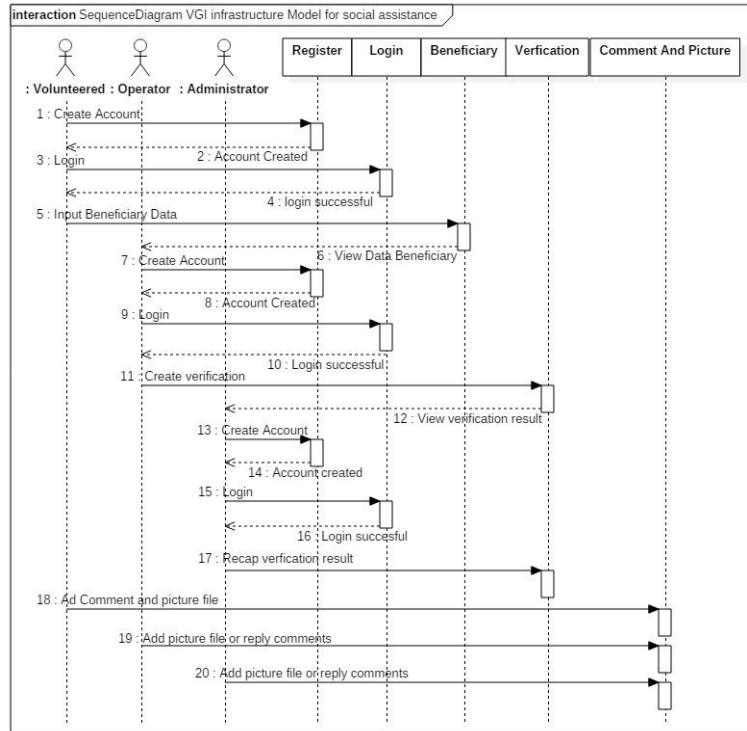 interaction SequenceDiagram VGI infrastructure Model for social assistance
Register Login Beneficiary Verfication Comment And Picture
: Volunteered : Operator : Administrator
1 : Create Account
2 : Account Created
3 : Login
4 : login successful
5 : Input Beneficiary Data
6 : View Data Beneficiary
7 : Create Account
8 : Account Created
9 : Login
10 : Login successful
11 : Create verification
12 : View verification result
13 : Create Account
14 : Account created
15 : Login
16 : Login succesful
17 : Recap verfication result
18 : Ad Comment and picture file
19 : Add picture file or reply comments
20 : Add picture file or reply comments